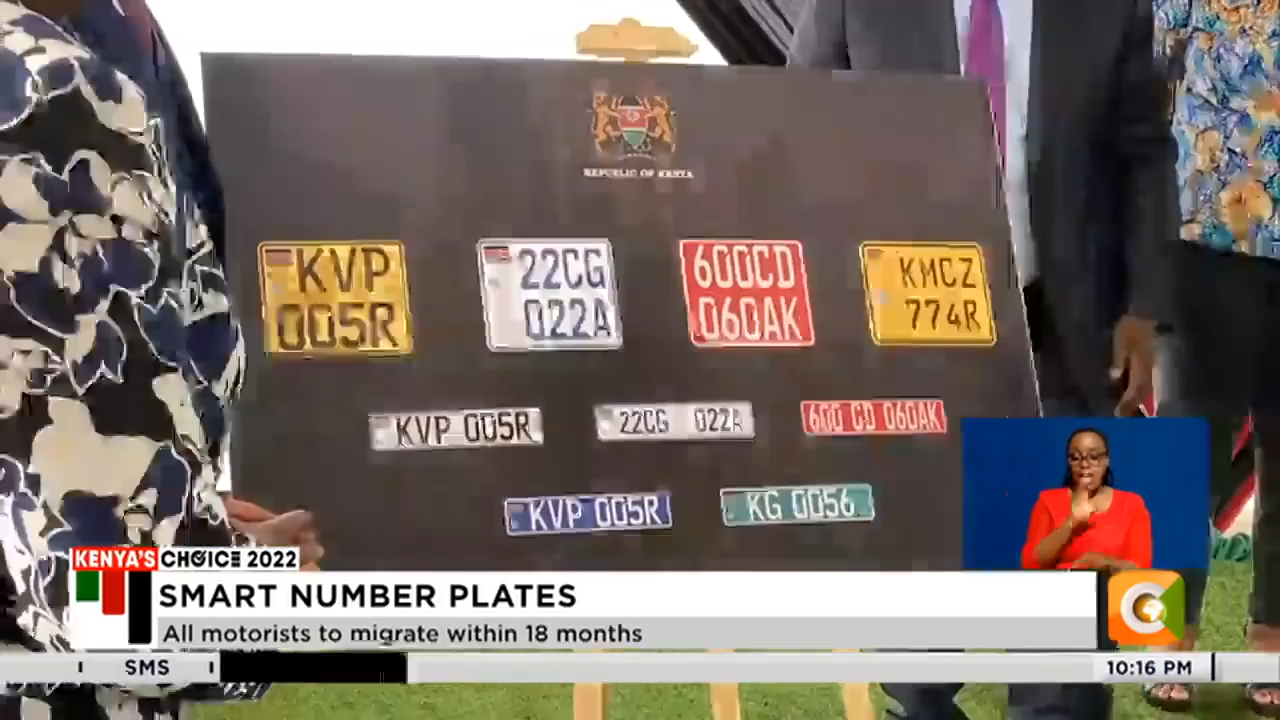 REPUBLIC OF KENYA
KVP
005R
22CG
022A
600CD
060AK
KMCZ
774R
KVP 005R
22CG 022A
600 CD 060AK
KVP 005R
KG 0056
KENYA'S CHOICE 2022
SMART NUMBER PLATES
All motorists to migrate within 18 months
SMS
10:16 PM